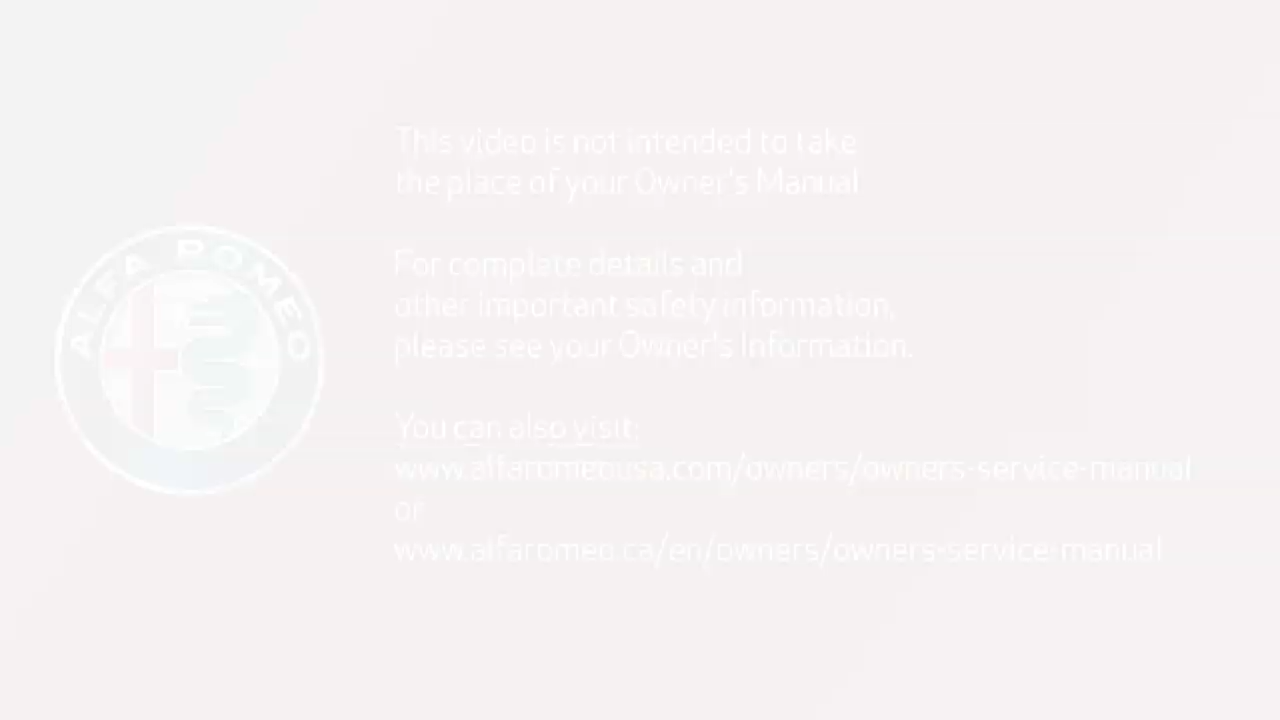 ALFA ROMEO
This video is not intended to take
the place of your Owner's Manual
For complete details and
other important safety information,
please see your Owner's Information.
You can also visit:
www.alfaromeousa.com/owners/owners-service-manual
or
www.alfaromeo.ca/en/owners/owners-service-manual